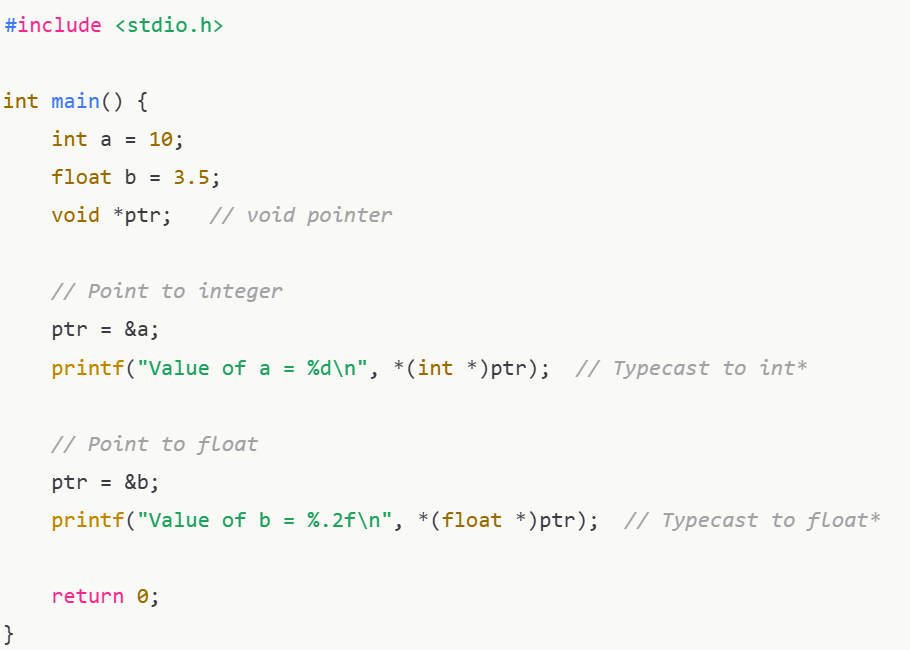 #include <stdio.h>
int main() {
    int a = 10;
    float b = 3.5;
    void *ptr;   // void pointer
    // Point to integer
    ptr = &a;
    printf("Value of a = %d\n", *(int *)ptr);  // Typecast to int*
    // Point to float
    ptr = &b;
    printf("Value of b = %.2f\n", *(float *)ptr);  // Typecast to float*
    return 0;
}